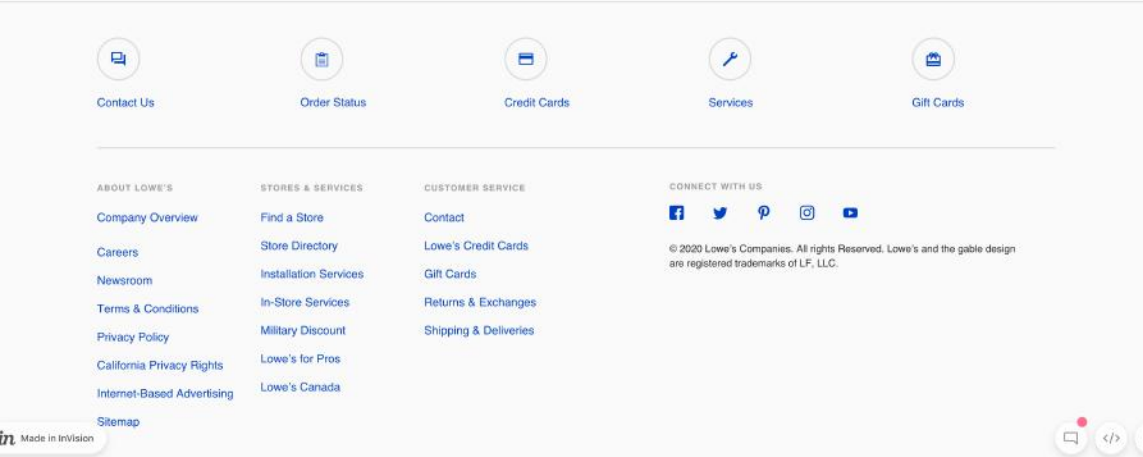 Contact Us
Order Status
Credit Cards
Services
Gift Cards
ABOUT LOWE'S
Company Overview
Careers
Newsroom
Terms & Conditions
Privacy Policy
California Privacy Rights
Internet-Based Advertising
Sitemap
STORES & SERVICES
Find a Store
Store Directory
Installation Services
In-Store Services
Military Discount
Lowe's for Pros
Lowe's Canada
CUSTOMER SERVICE
Contact
Lowe's Credit Cards
Gift Cards
Returns & Exchanges
Shipping & Deliveries
CONNECT WITH US
© 2020 Lowe's Companies. All rights Reserved. Lowe's and the gable design
are registered trademarks of LF, LLC.
in Made in InVision